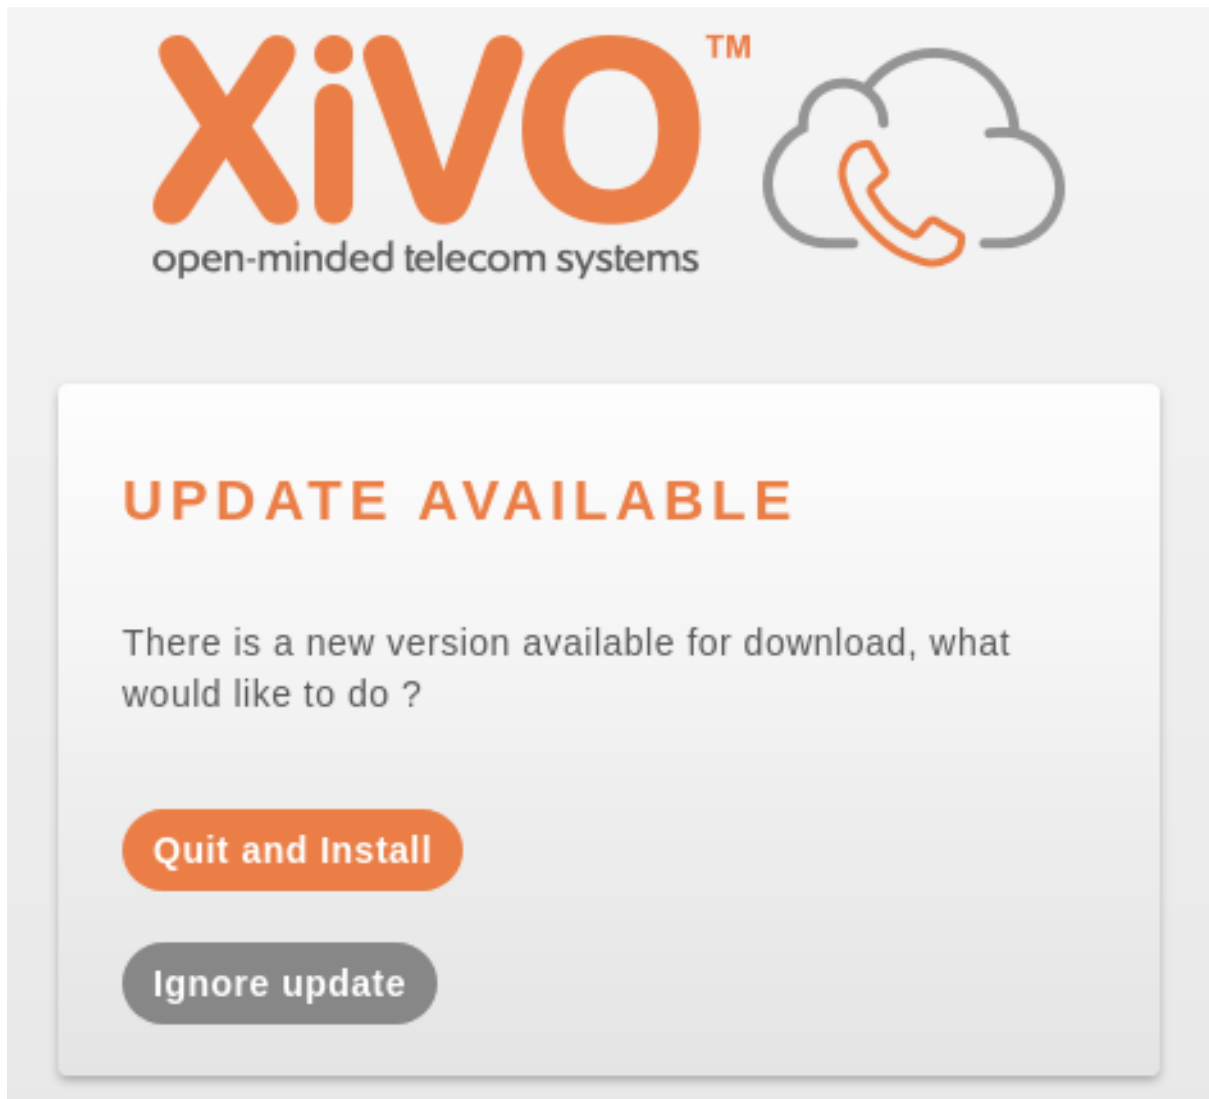 XiVO™
open-minded telecom systems
UPDATE AVAILABLE
There is a new version available for download, what
would like to do ?
Quit and Install
Ignore update